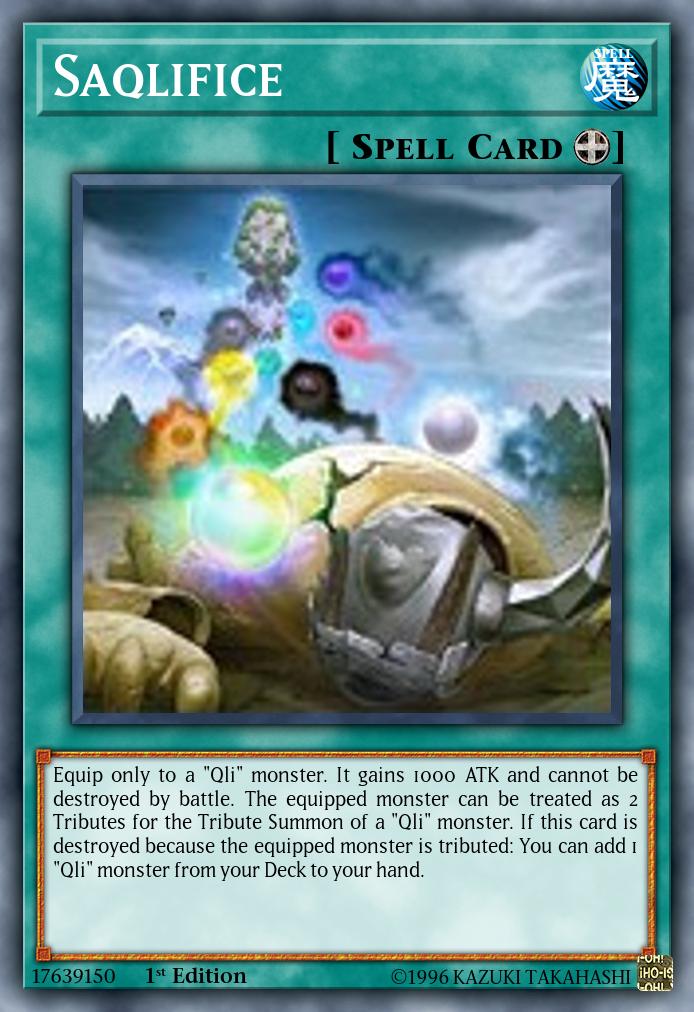 Saqlifice
SPELL
魔
[ Spell Card ]
Equip only to a "Qli" monster. It gains 1000 ATK and cannot be
destroyed by battle. The equipped monster can be treated as 2
Tributes for the Tribute Summon of a "Qli" monster. If this card is
destroyed because the equipped monster is tributed: You can add 1
"Qli" monster from your Deck to your hand.
17639150 1st Edition ©1996 KAZUKI TAKAHASHI